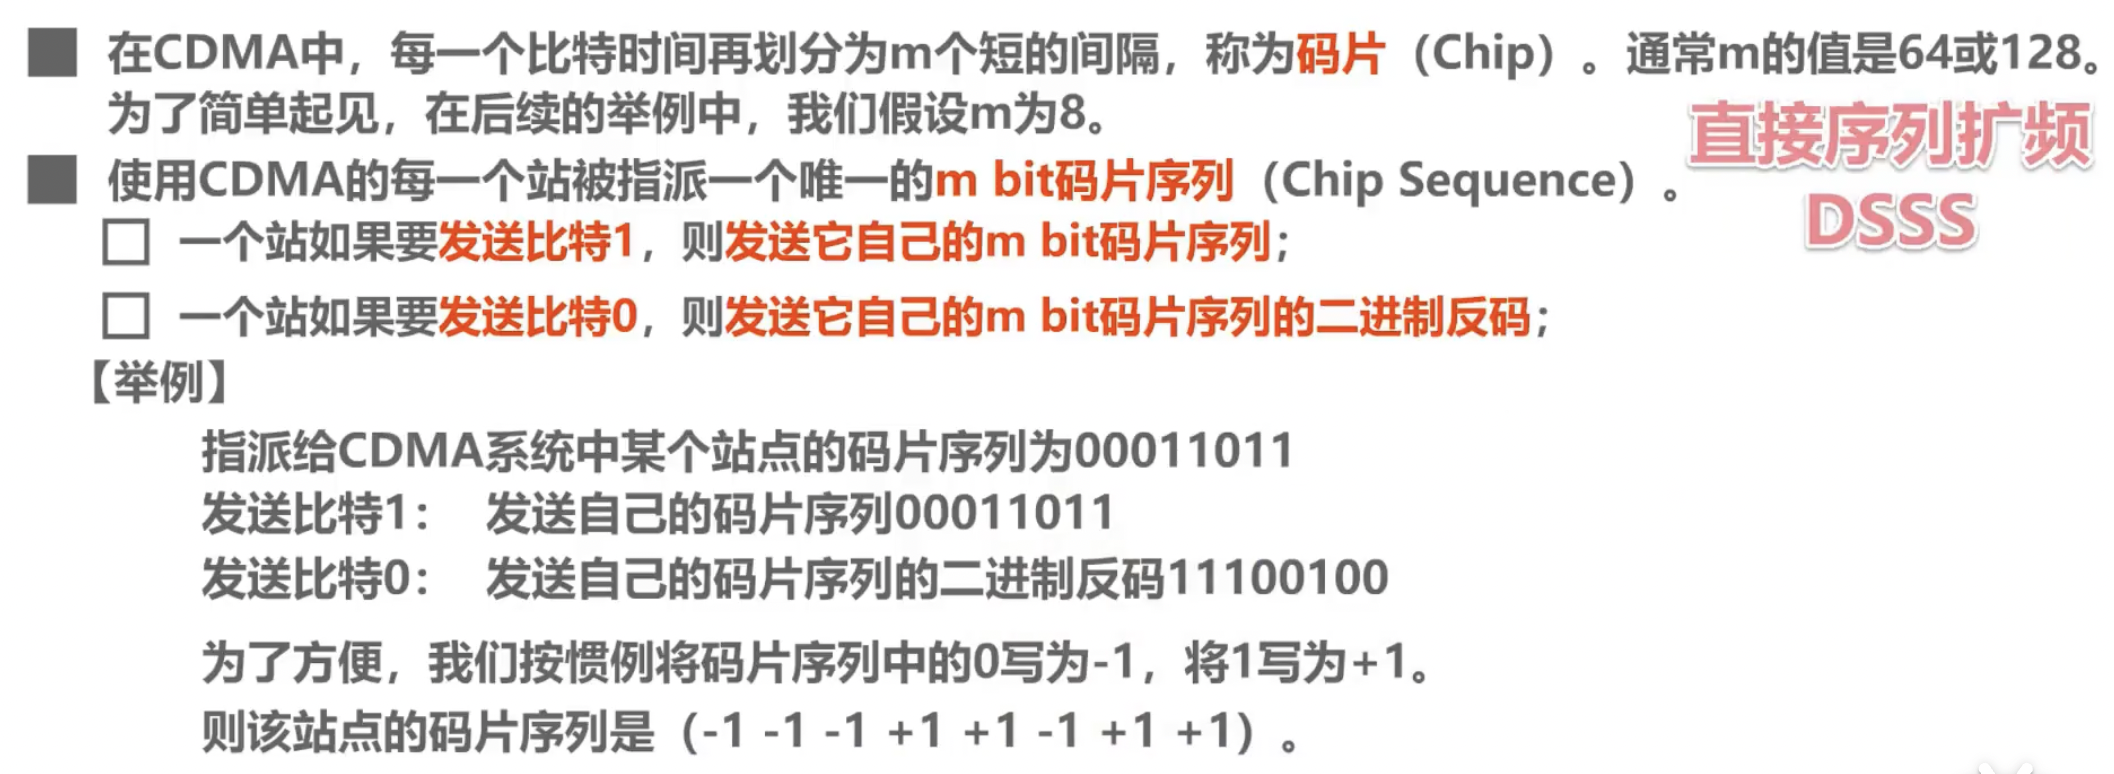 在CDMA中，每一个比特时间再划分为m个短的间隔，称为码片（Chip）。通常m的值是64或128。
为了简单起见，在后续的举例中，我们假设m为8。
直接序列扩频
使用CDMA的每一个站被指派一个唯一的m bit码片序列（Chip Sequence）。
DSSS
一个站如果要发送比特1，则发送它自己的m bit码片序列；
一个站如果要发送比特0，则发送它自己的m bit码片序列的二进制反码；
【举例】
指派给CDMA系统中某个站点的码片序列为00011011
发送比特1： 发送自己的码片序列00011011
发送比特0： 发送自己的码片序列的二进制反码11100100
为了方便，我们按惯例将码片序列中的0写为-1，将1写为+1。
则该站点的码片序列是（-1 -1 -1 +1 +1 -1 +1 +1）。